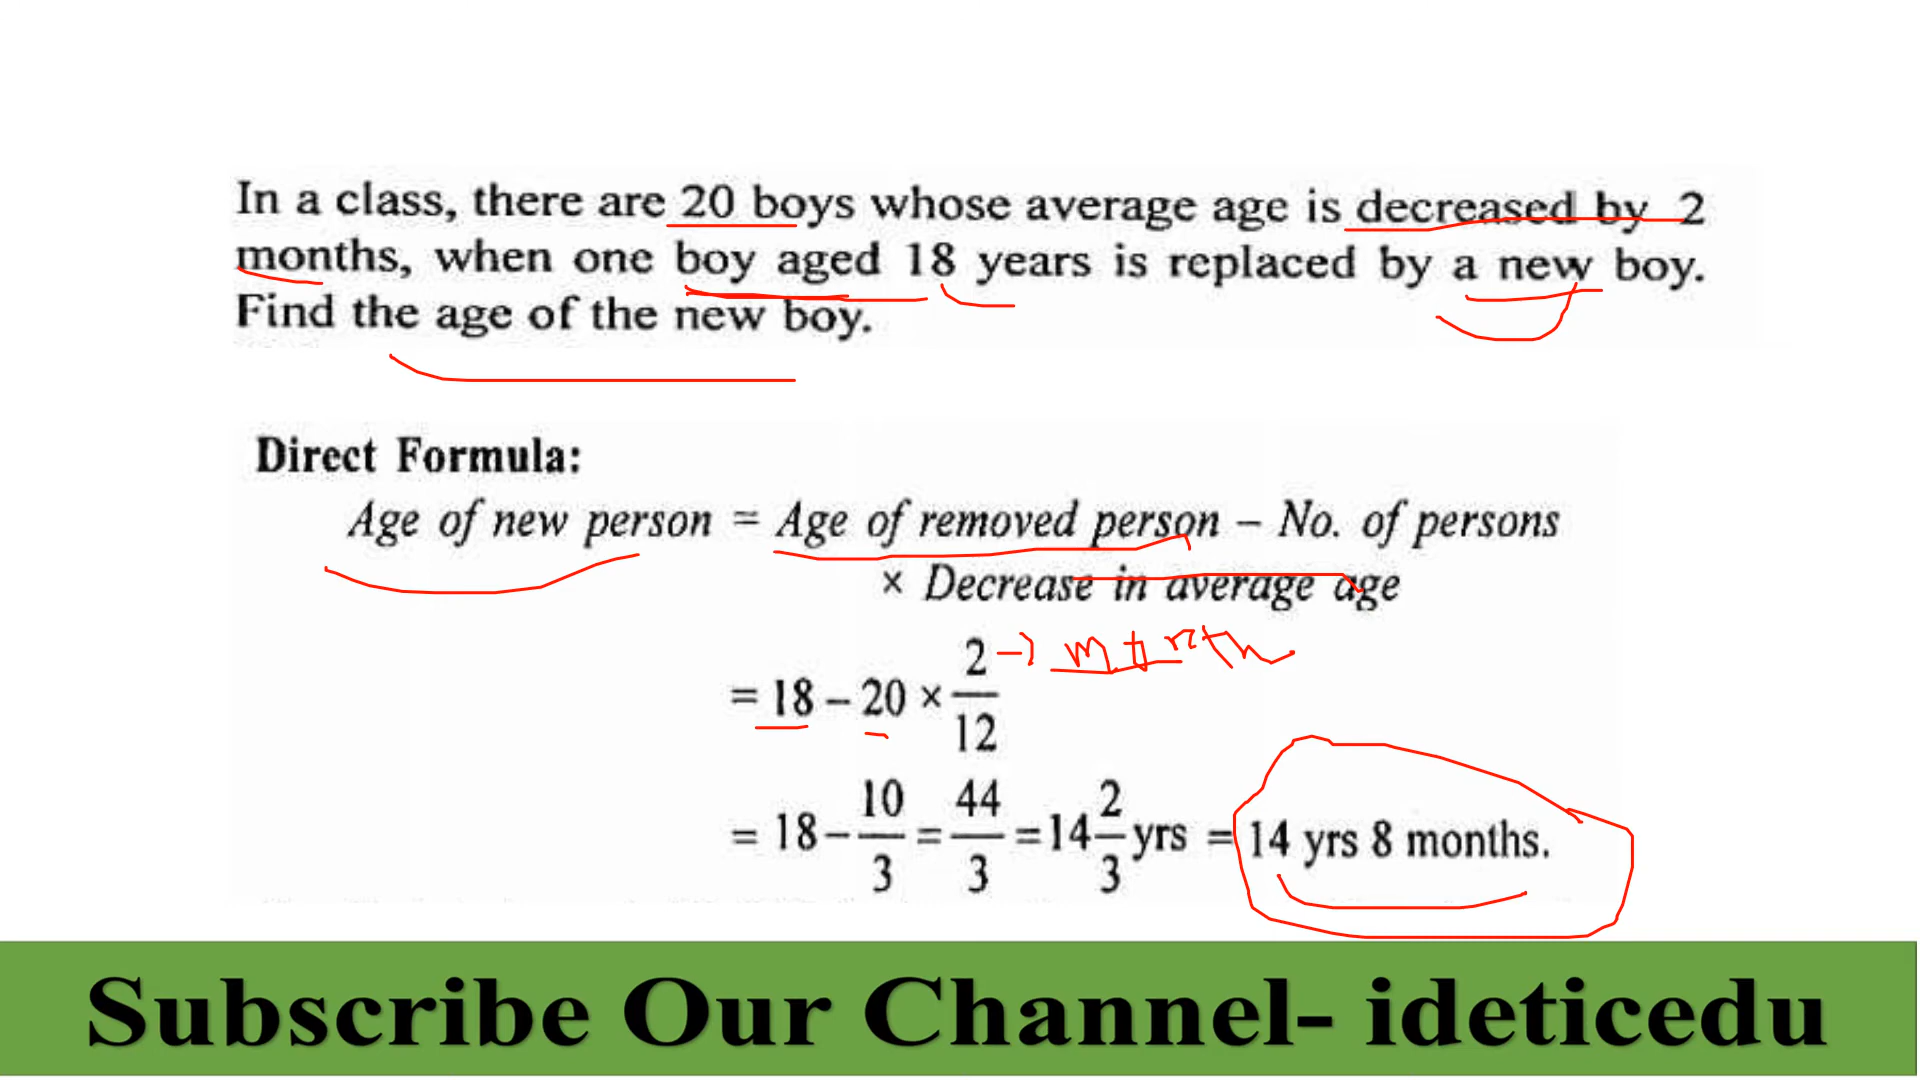 In a class, there are 20 boys whose average age is decreased by 2
months, when one boy aged 18 years is replaced by a new boy.
Find the age of the new boy.
Direct Formula:
Age of new person = Age of removed person – No. of persons
× Decrease in average age
= 18 – 20 × 2/12 → month
= 18 – 10/3 = 44/3 = 14 2/3 yrs = 14 yrs 8 months.
Subscribe Our Channel- ideticedu